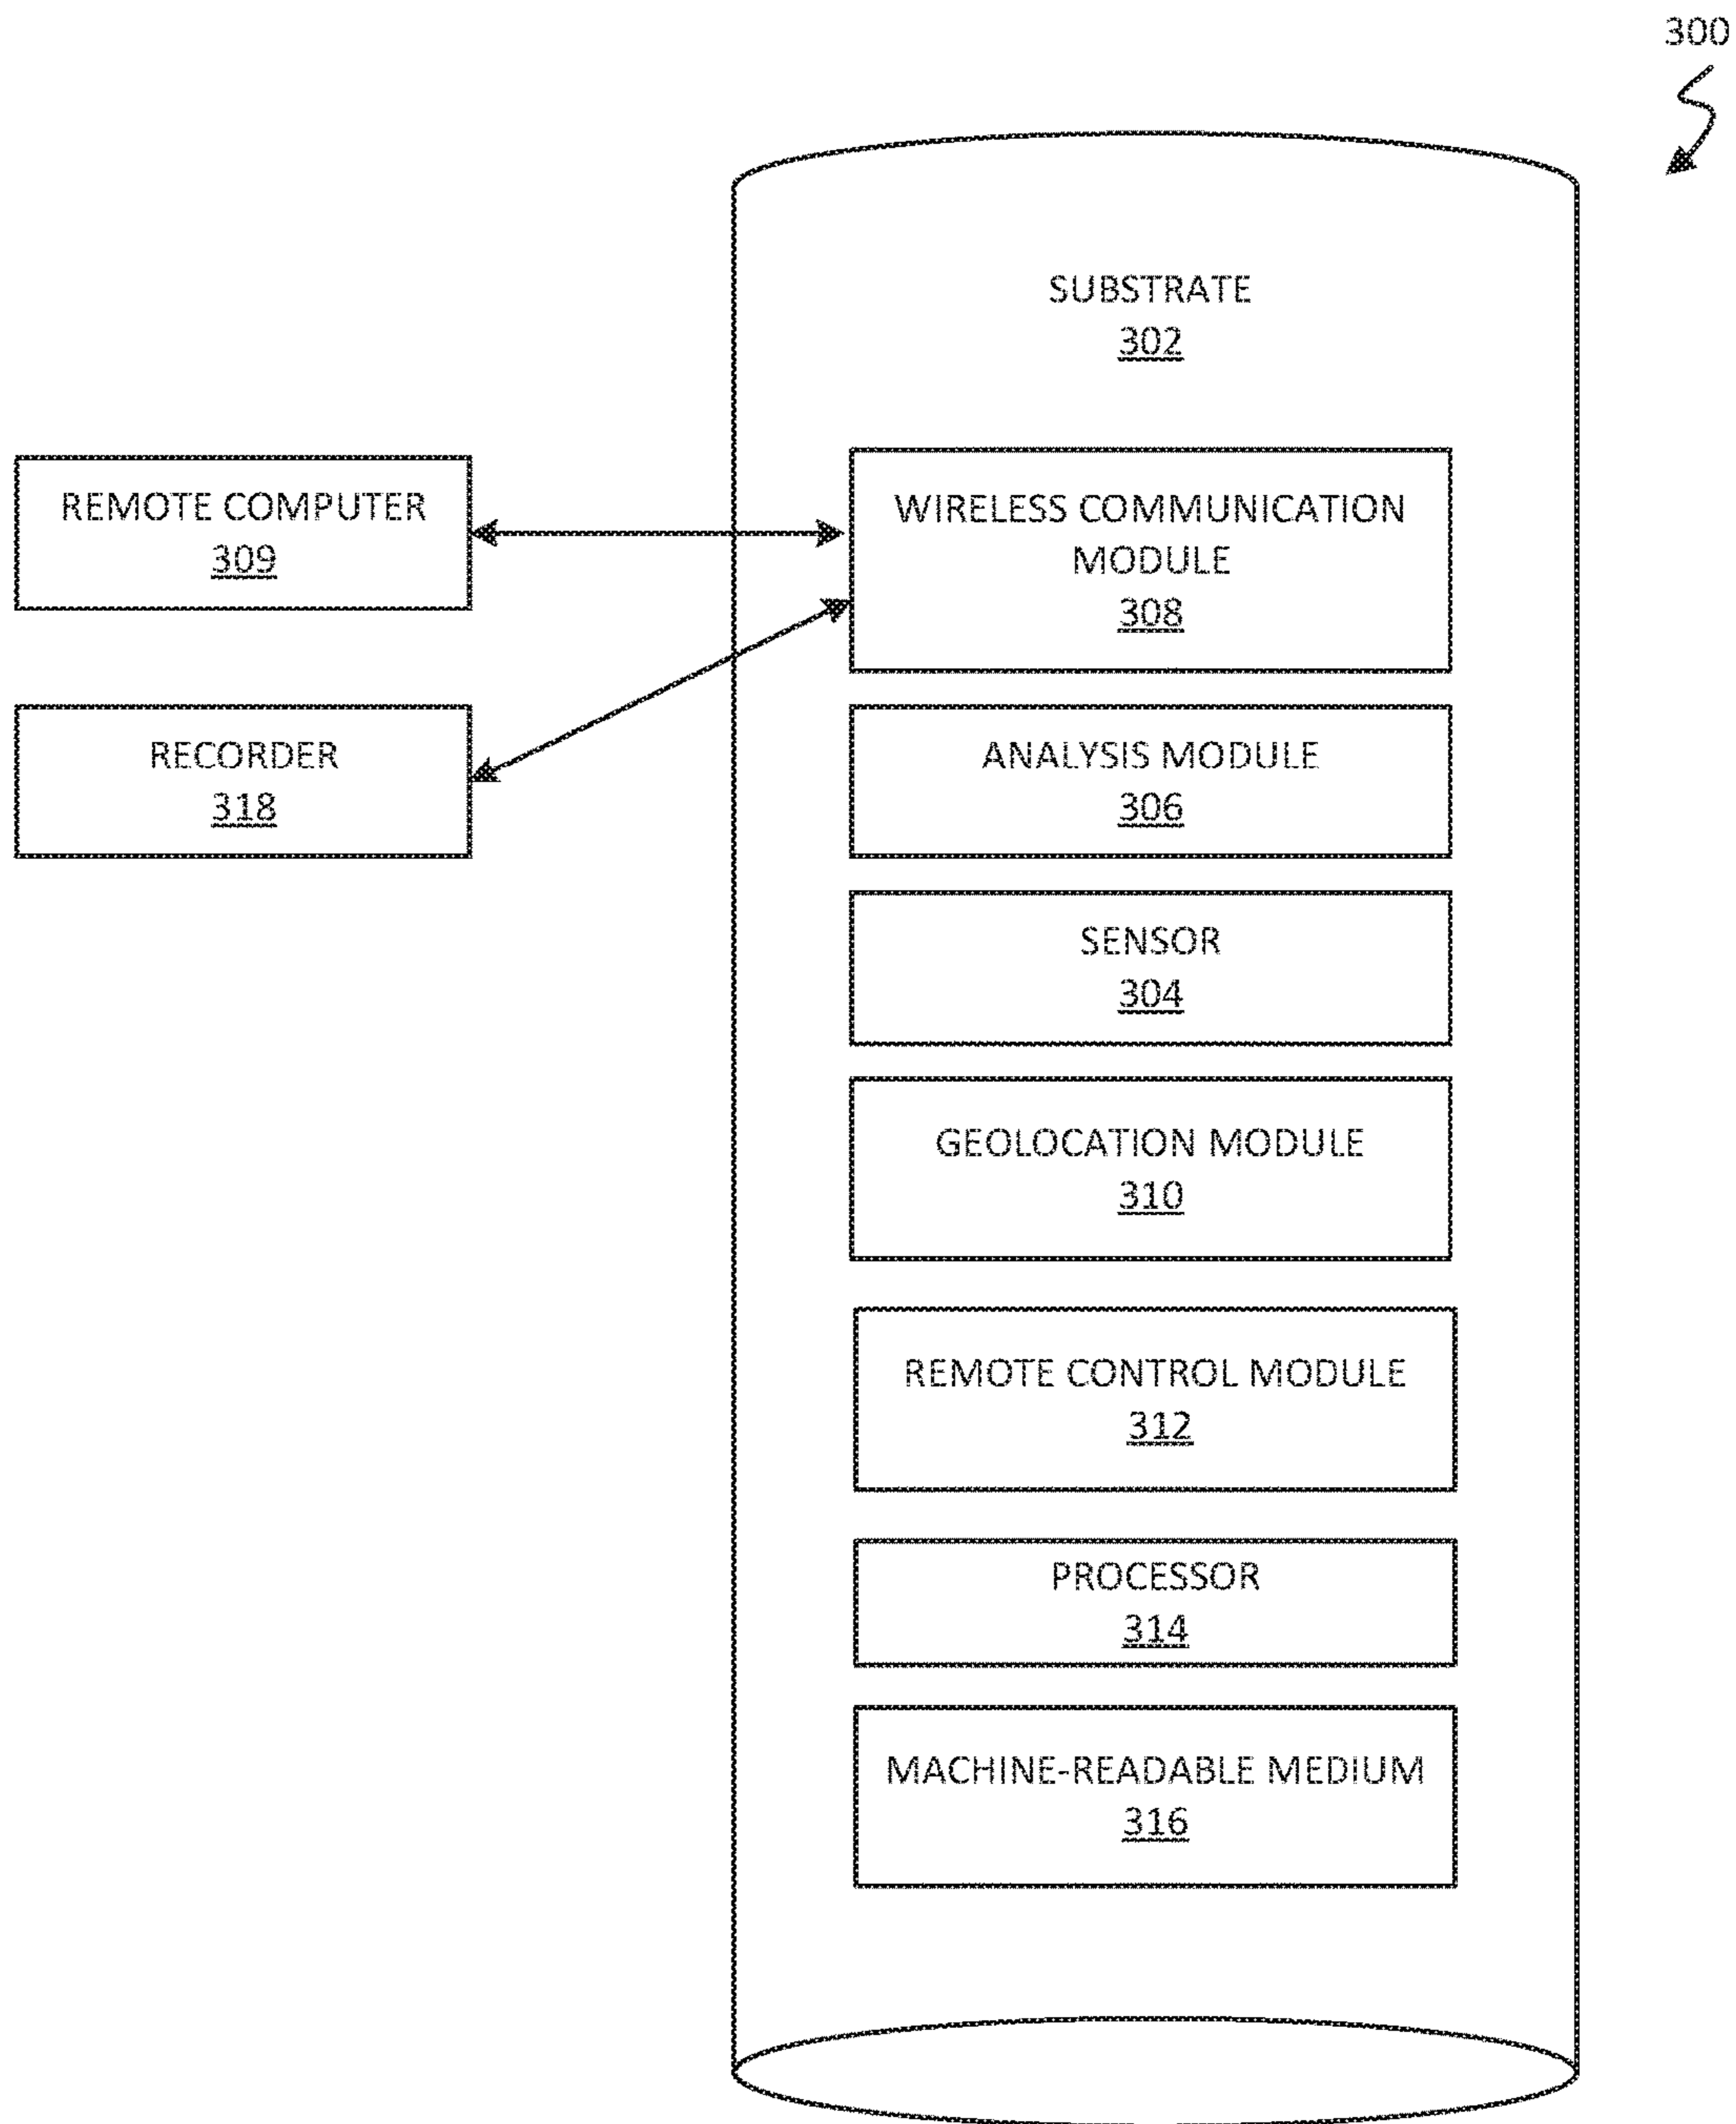 300
SUBSTRATE
302
REMOTE COMPUTER
309
WIRELESS COMMUNICATION
MODULE
308
RECORDER
318
ANALYSIS MODULE
306
SENSOR
304
GEOLOCATION MODULE
310
REMOTE CONTROL MODULE
312
PROCESSOR
314
MACHINE-READABLE MEDIUM
316